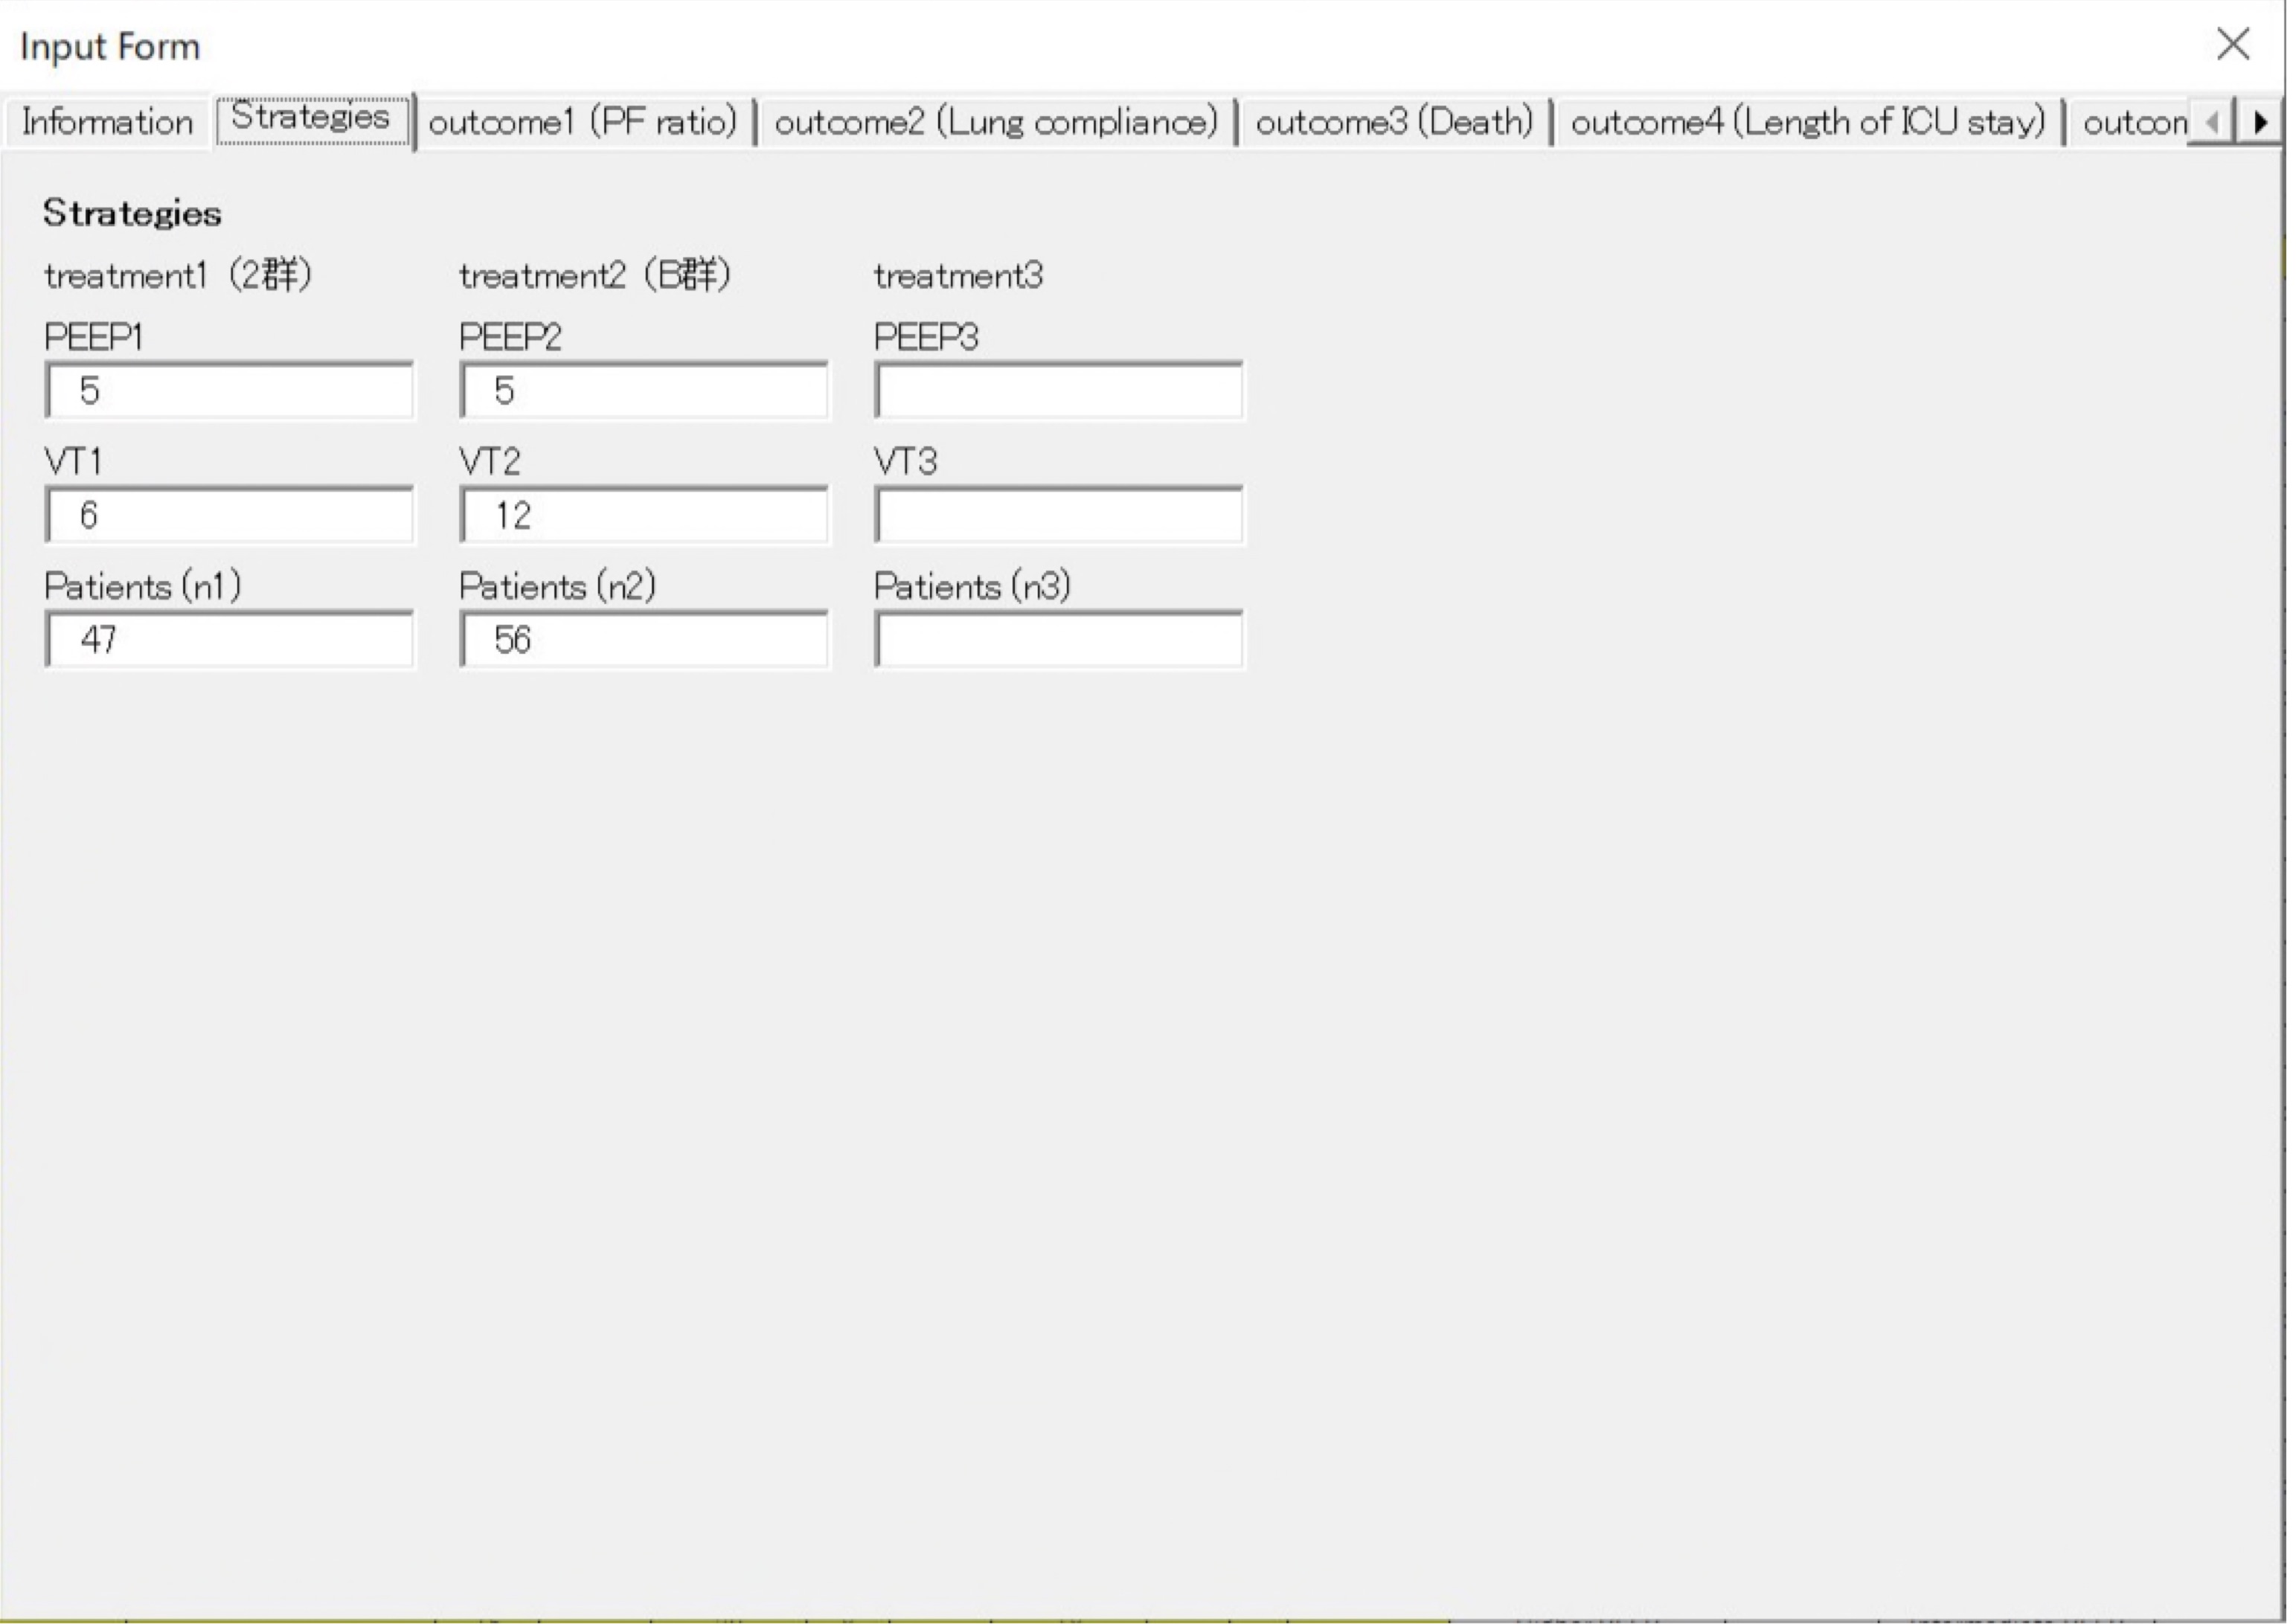 Input Form
Information Strategies outcome1 (PF ratio) outcome2 (Lung compliance) outcome3 (Death) outcome4 (Length of ICU stay) outcon
Strategies
treatment1 (2群) treatment2 (B群) treatment3
PEEP1 PEEP2 PEEP3
5 5
VT1 VT2 VT3
6 12
Patients (n1) Patients (n2) Patients (n3)
47 56